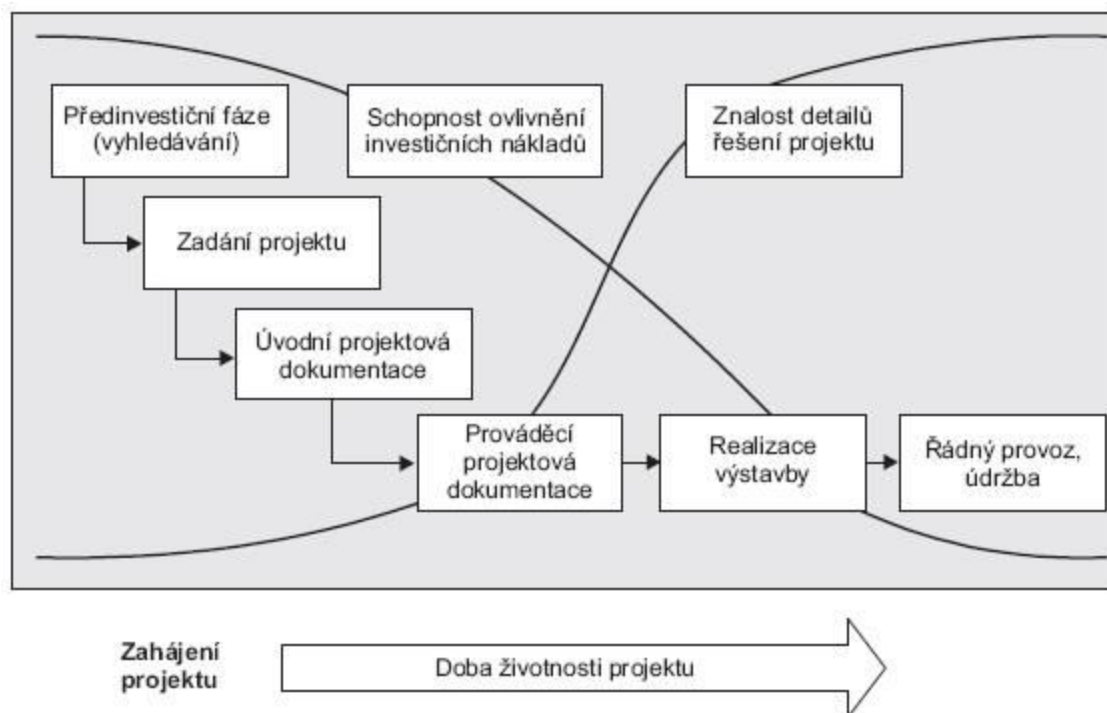 Předinvestiční fáze
(vyhledávání)
Schopnost ovlivnění
investičních nákladů
Znalost detailů
řešení projektu
Zadání projektu
Úvodní projektová
dokumentace
Prováděcí
projektová
dokumentace
Realizace
výstavby
Řádný provoz,
údržba
Zahájení
projektu
Doba životnosti projektu